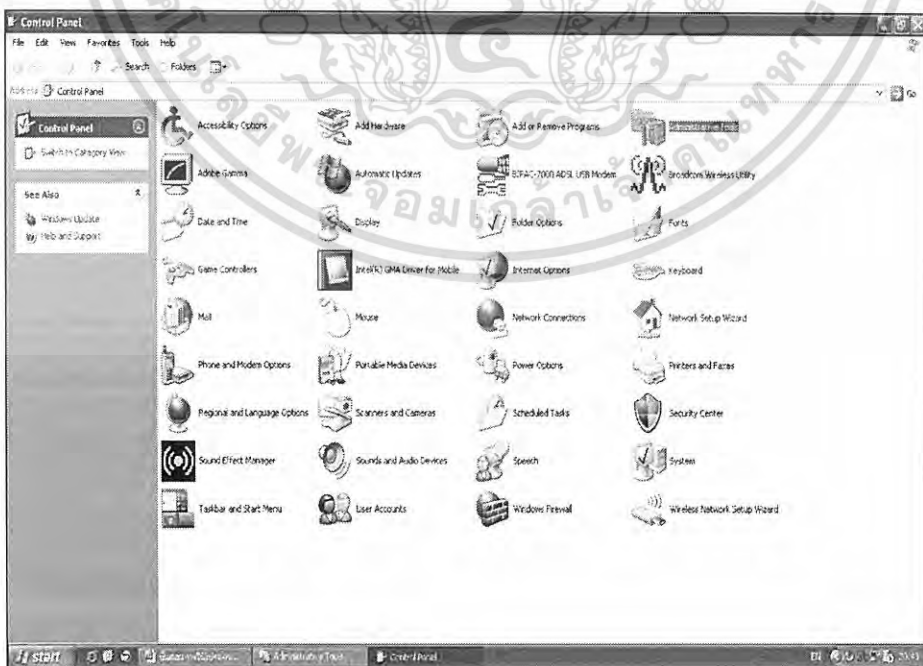 Control Panel
File Edit View Favorites Tools Help
Search Folders
Address Control Panel
Control Panel
Switch to Category View
See Also
Windows Update
Help and Support
Accessibility Options Add Hardware Add or Remove Programs Administrative Tools
Adobe Gamma Automatic Updates ADSL USB Modem Broadcom Wireless Utility
Date and Time Display Folder Options Fonts
Game Controllers Intel(R) GMA Driver for Mobile Internet Options Keyboard
Mail Mouse Network Connections Network Setup Wizard
Phone and Modem Options Portable Media Devices Power Options Printers and Faxes
Regional and Language Options Scanners and Cameras Scheduled Tasks Security Center
Sound Effect Manager Sounds and Audio Devices Speech System
Taskbar and Start Menu User Accounts Windows Firewall Wireless Network Setup Wizard
start Administrative Tools Control Panel EN